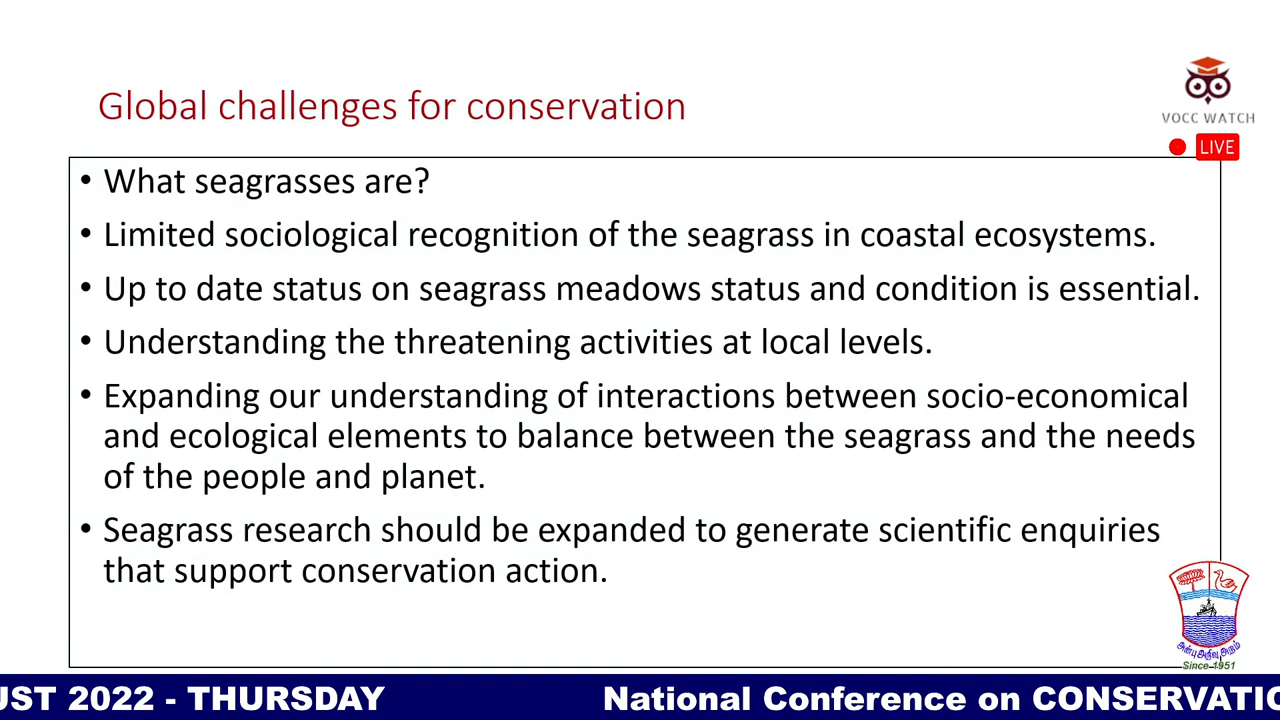 Global challenges for conservation
VOCC WATCH
LIVE
• What seagrasses are?
• Limited sociological recognition of the seagrass in coastal ecosystems.
• Up to date status on seagrass meadows status and condition is essential.
• Understanding the threatening activities at local levels.
• Expanding our understanding of interactions between socio-economical
and ecological elements to balance between the seagrass and the needs
of the people and planet.
• Seagrass research should be expanded to generate scientific enquiries
that support conservation action.
அன்பு அறிவு அறம்
Since 1951
UST 2022 - THURSDAY National Conference on CONSERVATIO